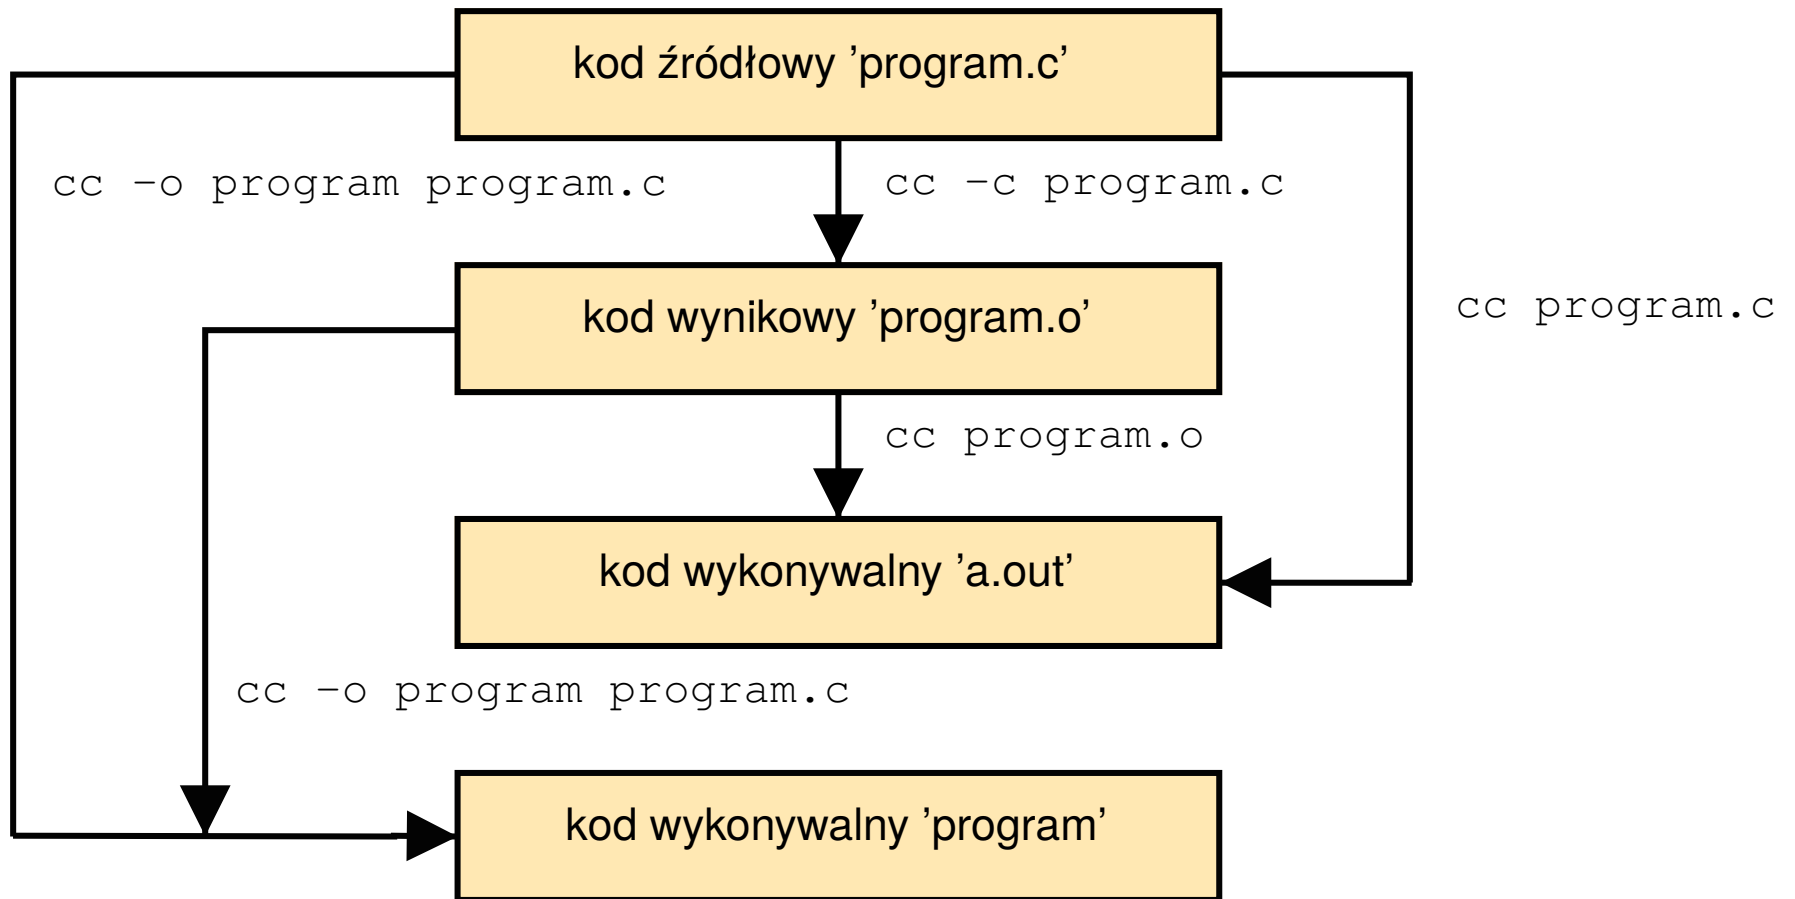 kod źródłowy ’program.c’
cc -o program program.c
cc -c program.c
kod wynikowy ’program.o’
cc program.c
cc program.o
kod wykonywalny ’a.out’
cc -o program program.c
kod wykonywalny ’program’